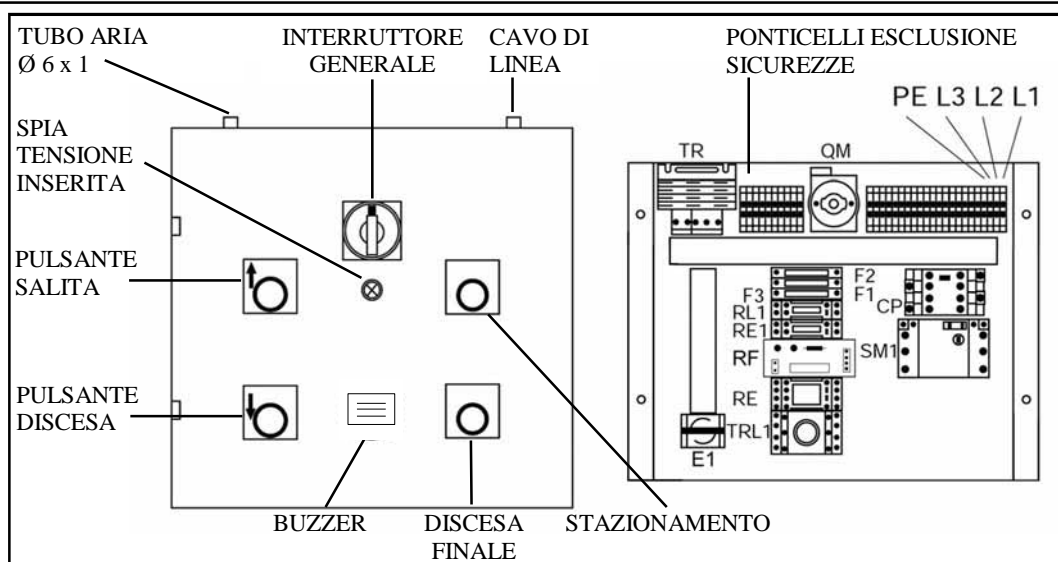 TUBO ARIA
Ø 6 x 1
INTERRUTTORE
GENERALE
CAVO DI
LINEA
PONTICELLI ESCLUSIONE
SICUREZZE
PE L3 L2 L1
SPIA
TENSIONE
INSERITA
TR
QM
PULSANTE
SALITA
F2
F1
F3
CP
RL1
RE1
RF
SM1
RE
PULSANTE
DISCESA
TRL1
E1
BUZZER
DISCESA
FINALE
STAZIONAMENTO